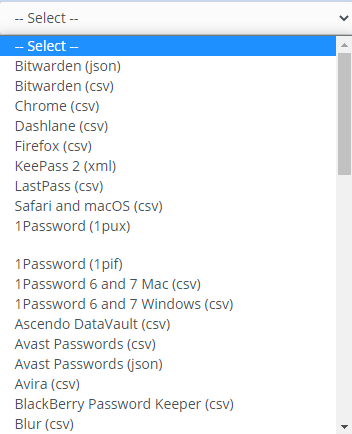 -- Select --
-- Select --
Bitwarden (json)
Bitwarden (csv)
Chrome (csv)
Dashlane (csv)
Firefox (csv)
KeePass 2 (xml)
LastPass (csv)
Safari and macOS (csv)
1Password (1pux)
1Password (1pif)
1Password 6 and 7 Mac (csv)
1Password 6 and 7 Windows (csv)
Ascendo DataVault (csv)
Avast Passwords (csv)
Avast Passwords (json)
Avira (csv)
BlackBerry Password Keeper (csv)
Blur (csv)